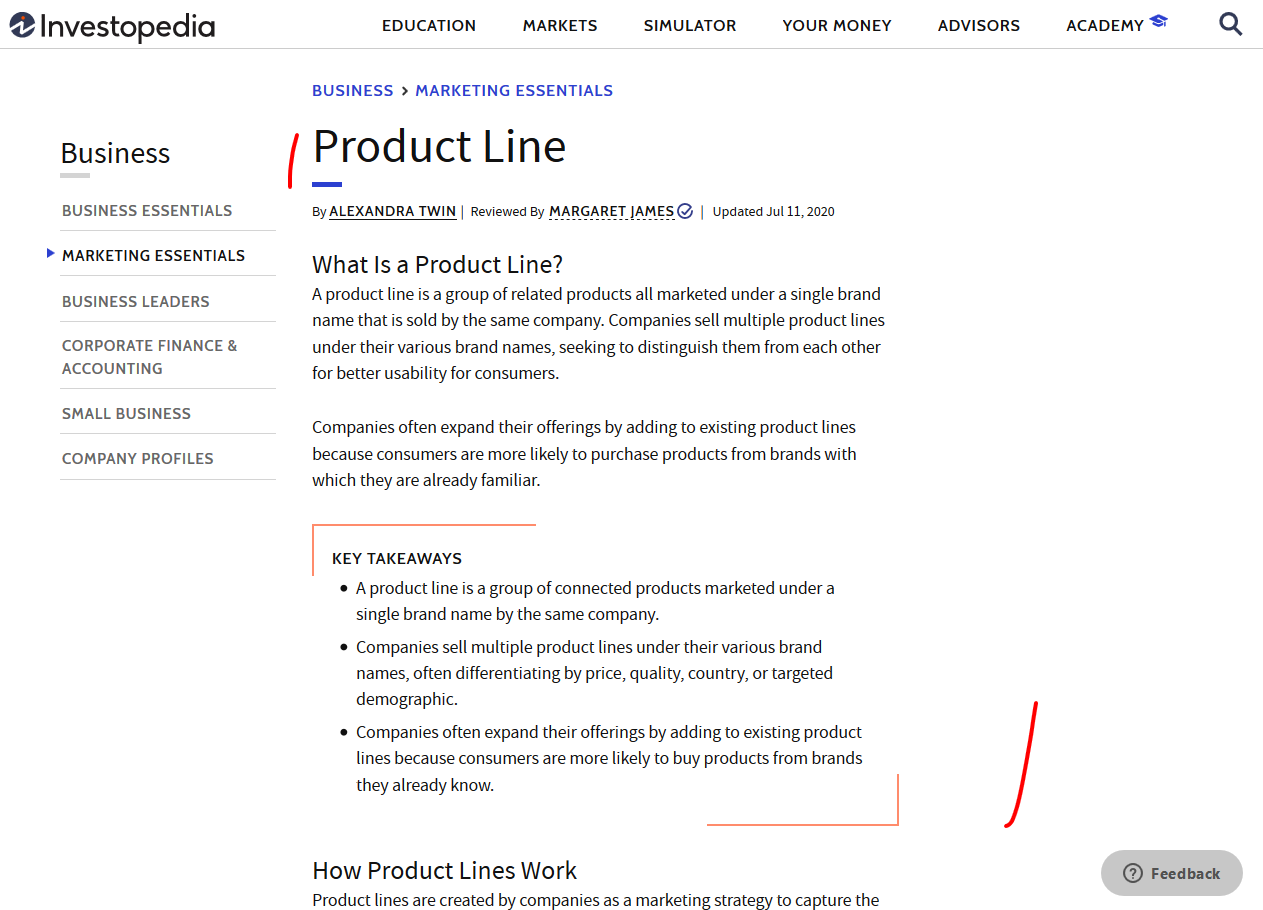 Investopedia
EDUCATION MARKETS SIMULATOR YOUR MONEY ADVISORS ACADEMY
BUSINESS > MARKETING ESSENTIALS
Business
BUSINESS ESSENTIALS
MARKETING ESSENTIALS
BUSINESS LEADERS
CORPORATE FINANCE &
ACCOUNTING
SMALL BUSINESS
COMPANY PROFILES
Product Line
By ALEXANDRA TWIN | Reviewed By MARGARET JAMES | Updated Jul 11, 2020
What Is a Product Line?
A product line is a group of related products all marketed under a single brand
name that is sold by the same company. Companies sell multiple product lines
under their various brand names, seeking to distinguish them from each other
for better usability for consumers.
Companies often expand their offerings by adding to existing product lines
because consumers are more likely to purchase products from brands with
which they are already familiar.
KEY TAKEAWAYS
• A product line is a group of connected products marketed under a
single brand name by the same company.
• Companies sell multiple product lines under their various brand
names, often differentiating by price, quality, country, or targeted
demographic.
• Companies often expand their offerings by adding to existing product
lines because consumers are more likely to buy products from brands
they already know.
How Product Lines Work
Product lines are created by companies as a marketing strategy to capture the
? Feedback